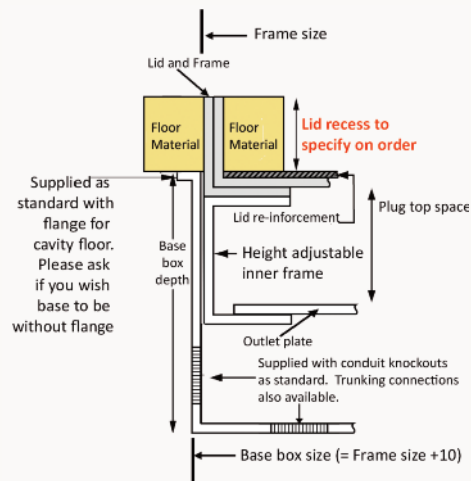 Frame size
Lid and Frame
Floor
Material
Floor
Material
Lid recess to
specify on order
Supplied as
standard with
flange for
cavity floor.
Please ask
if you wish
base to be
without flange
Base
box
depth
Lid re-inforcement
Plug top space
Height adjustable
inner frame
Outlet plate
Supplied with conduit knockouts
as standard. Trunking connections
also available.
Base box size (= Frame size +10)